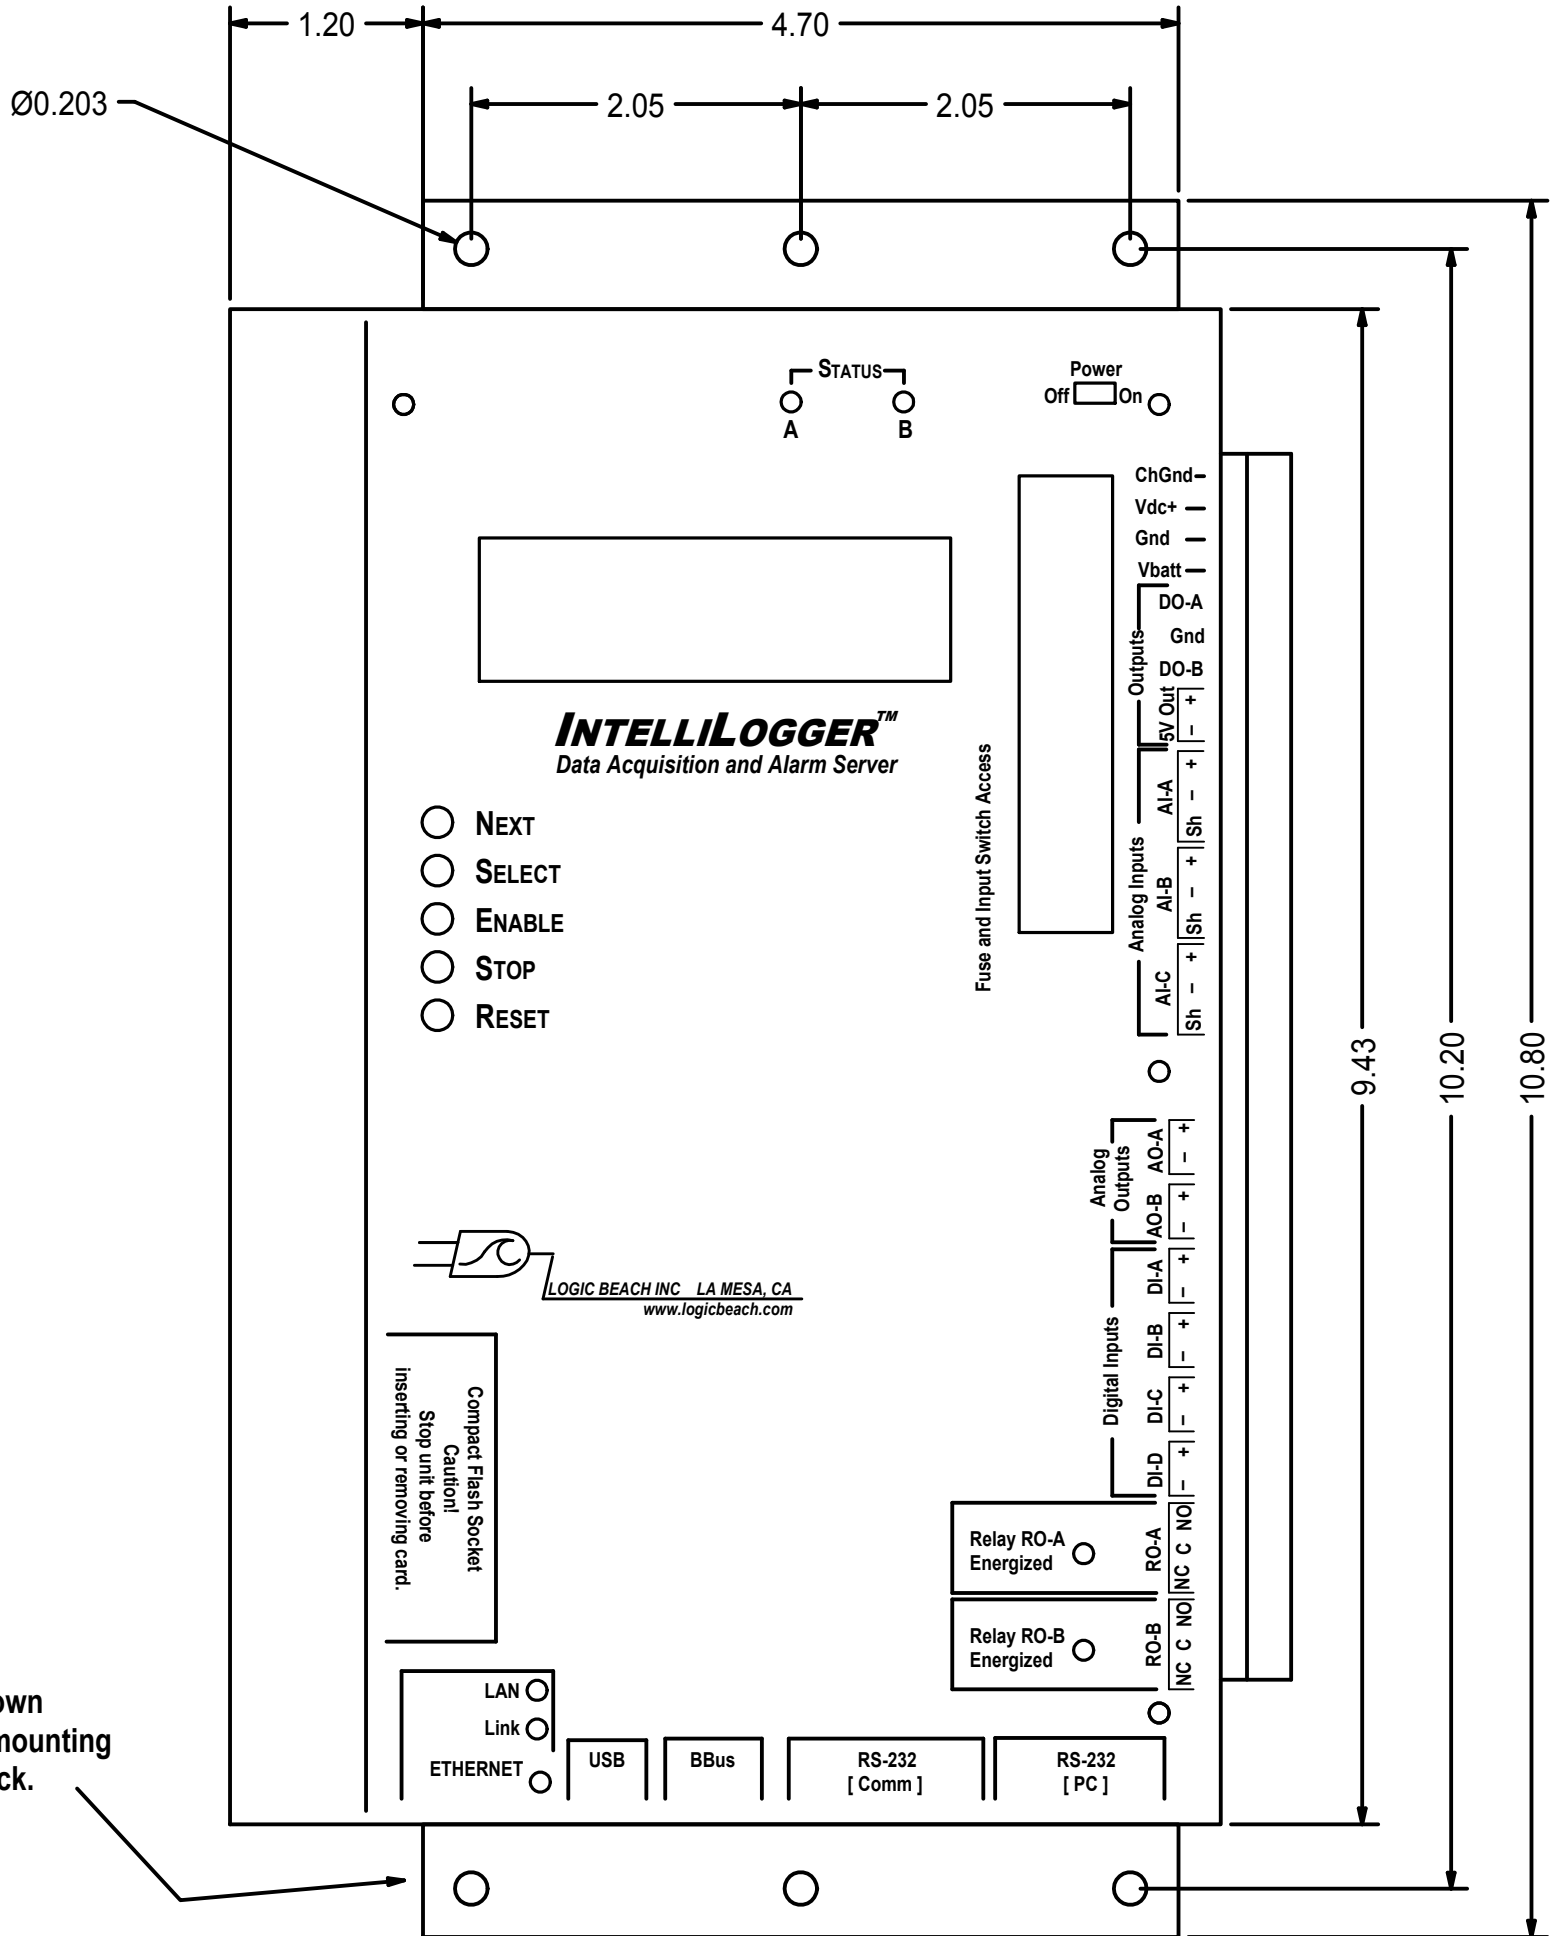 1.20
4.70
Ø0.203
2.05
2.05
STATUS
A
B
Power
Off
On
ChGnd
Vdc+
Gnd
Vbatt
DO-A
Gnd
DO-B
Outputs
5V Out
+
−
INTELLILOGGER™
Data Acquisition and Alarm Server
Fuse and Input Switch Access
Analog Inputs
AI-A
Sh − +
AI-B
Sh − +
AI-C
Sh − +
NEXT
SELECT
ENABLE
STOP
RESET
9.43
10.20
10.80
Analog
Outputs
AO-A
− +
AO-B
− +
Digital Inputs
DI-A
− +
DI-B
− +
DI-C
− +
DI-D
− +
LOGIC BEACH INC LA MESA, CA
www.logicbeach.com
Compact Flash Socket
Caution!
Stop unit before
inserting or removing card.
Relay RO-A
Energized
RO-A
NC C NO
Relay RO-B
Energized
RO-B
NC C NO
own
mounting
ck.
LAN
Link
ETHERNET
USB
BBus
RS-232
[ Comm ]
RS-232
[ PC ]